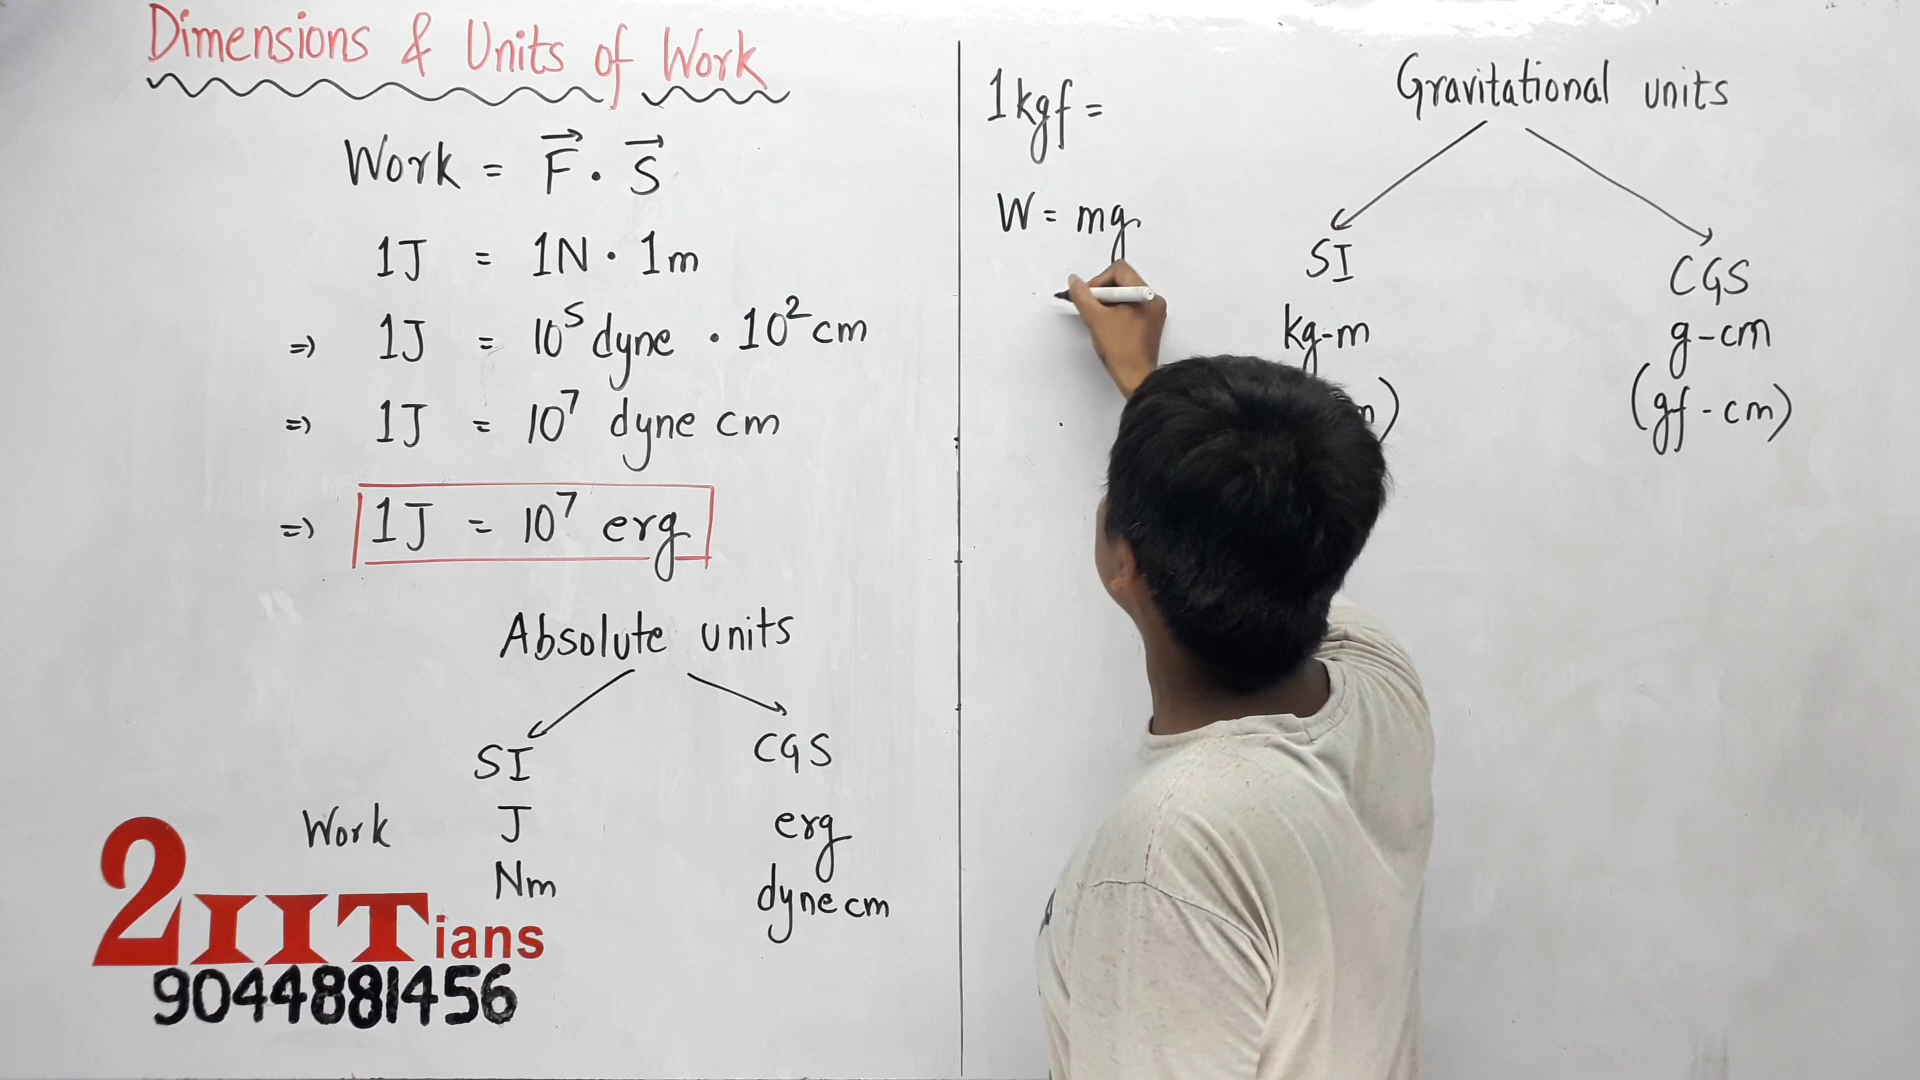 Dimensions & Units of Work
Work = F⃗ . S⃗
1J = 1N . 1m
=> 1J = 10⁵ dyne . 10² cm
=> 1J = 10⁷ dyne cm
=> 1J = 10⁷ erg
Absolute units
SI CGS
Work J erg
Nm dyne cm
2IITians
9044881456
1kgf =
W = mg
Gravitational units
SI CGS
kg-m g-cm
(gf-cm)